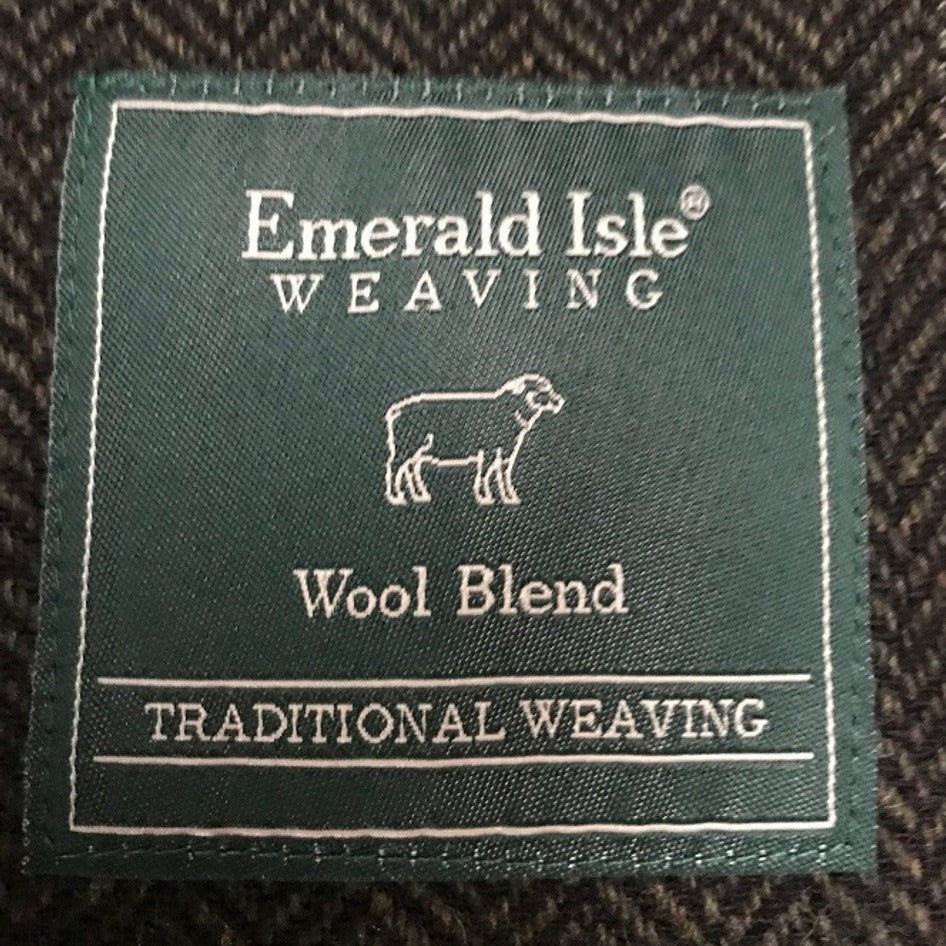 Emerald Isle®
WEAVING
Wool Blend
TRADITIONAL WEAVING